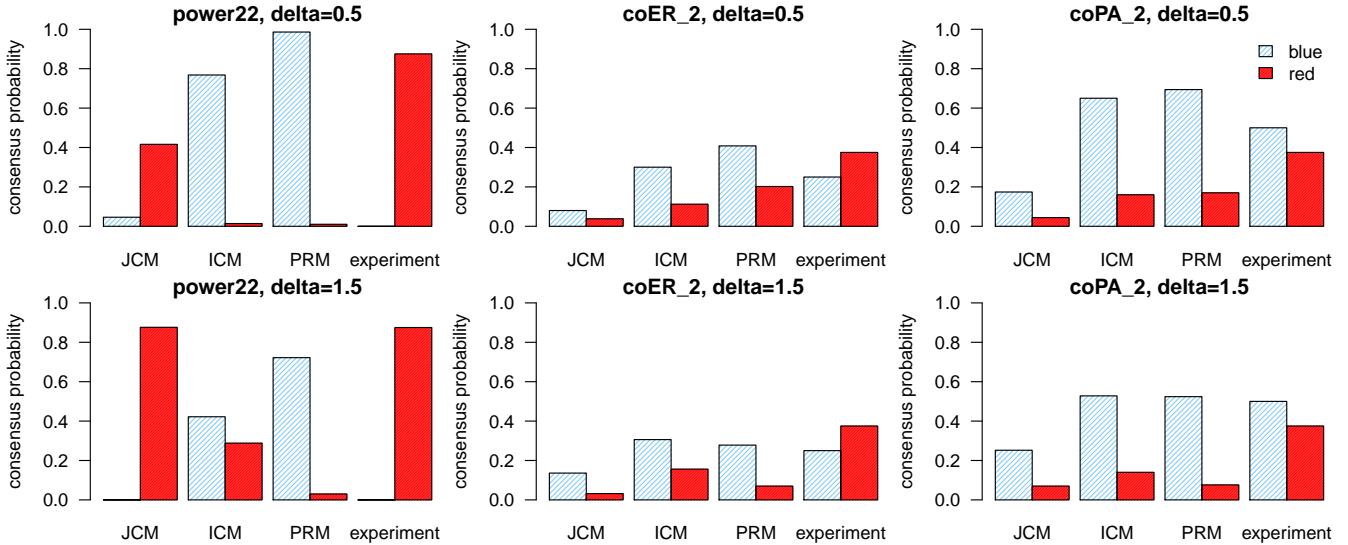 power22, delta=0.5
consensus probability
1.0
0.8
0.6
0.4
0.2
0.0
JCM ICM PRM experiment
coER_2, delta=0.5
consensus probability
1.0
0.8
0.6
0.4
0.2
0.0
JCM ICM PRM experiment
coPA_2, delta=0.5
consensus probability
1.0
0.8
0.6
0.4
0.2
0.0
blue
red
JCM ICM PRM experiment
power22, delta=1.5
consensus probability
1.0
0.8
0.6
0.4
0.2
0.0
JCM ICM PRM experiment
coER_2, delta=1.5
consensus probability
1.0
0.8
0.6
0.4
0.2
0.0
JCM ICM PRM experiment
coPA_2, delta=1.5
consensus probability
1.0
0.8
0.6
0.4
0.2
0.0
JCM ICM PRM experiment